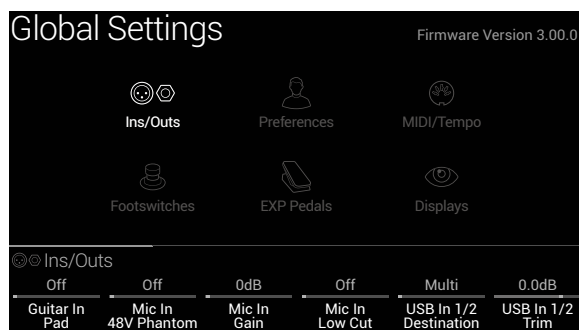 Global Settings
Firmware Version 3.00.0
Ins/Outs
Preferences
MIDI/Tempo
Footswitches
EXP Pedals
Displays
Ins/Outs
Off
Off
0dB
Off
Multi
0.0dB
Guitar In
Pad
Mic In
48V Phantom
Mic In
Gain
Mic In
Low Cut
USB In 1/2
Destination
USB In 1/2
Trim